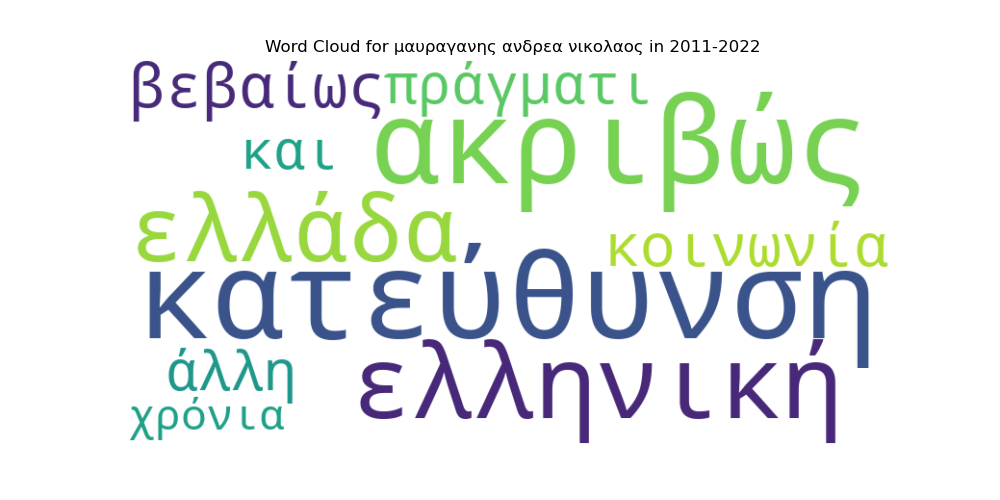 Word Cloud for μαυραγανης ανδρεα νικολαος in 2011-2022
βεβαίως πράγματι
και ακριβώς
ελλάδα κοινωνία
κατεύθυνση
άλλη ελληνική
χρόνια